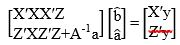 [X'X X'Z
Z'X Z'Z+A⁻¹a] [b̂
â] = [X'y
Z'y]